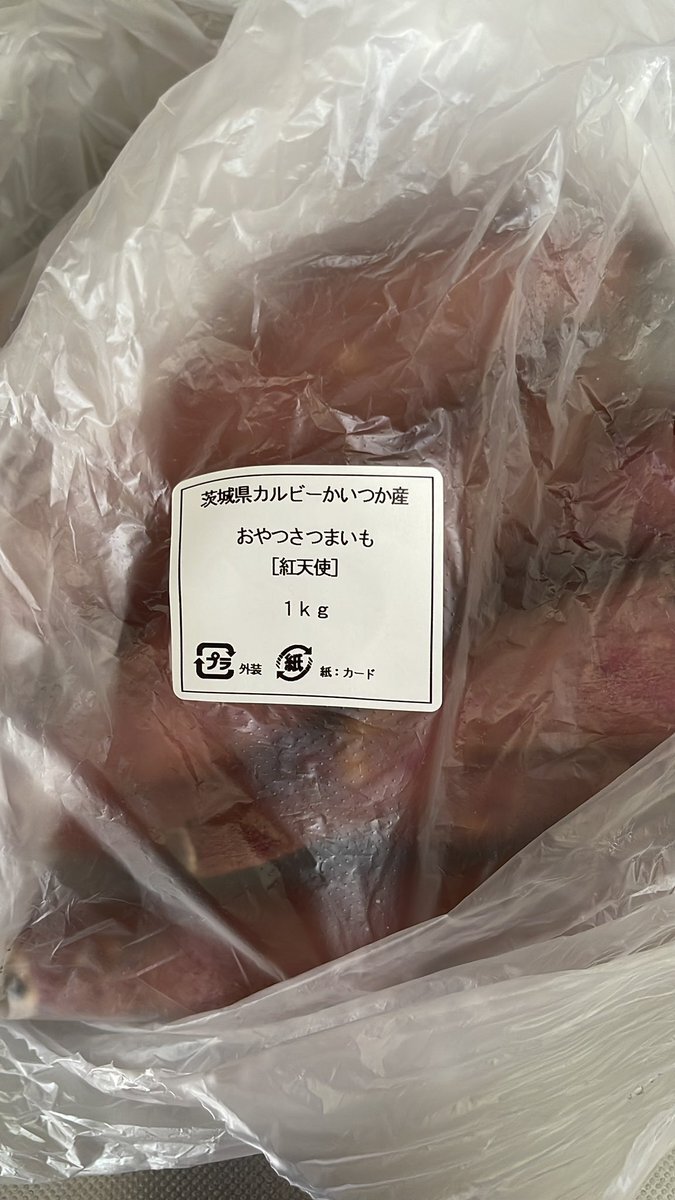 茨城県カルビーかいつか産
おやつさつまいも
[紅天使]
1kg
プラ 外装 紙 紙:カード